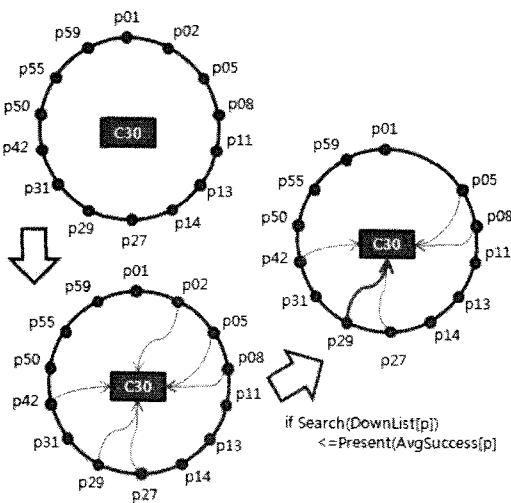 p01
p59
p02
p55
p05
p50
p08
C30
p42
p11
p31
p13
p29
p14
p27
p01
p59
p05
p55
p08
p50
C30
p42
p11
p31
p13
p29
p14
p27
p01
p59
p02
p55
p05
p50
p08
C30
p42
p11
p31
p13
p29
p14
p27
if Search(DownList[p])
<=Present(AvgSuccess[p]